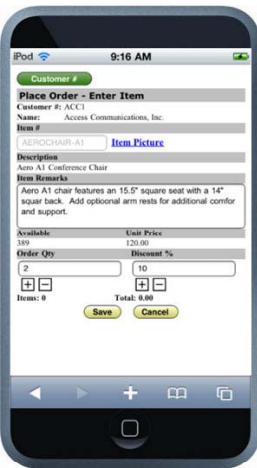 iPod 9:16 AM
Customer #
Place Order - Enter Item
Customer #: ACC1
Name: Access Communications, Inc.
Item #
AEROCHAIR-A1 Item Picture
Description
Aero A1 Conference Chair
Item Remarks
Aero A1 chair features an 15.5" square seat with a 14"
squar back. Add optioonal arm rests for additional comfor
and support.
Available Unit Price
389 120.00
Order Qty Discount %
2 10
+ - + -
Items: 0 Total: 0.00
Save Cancel